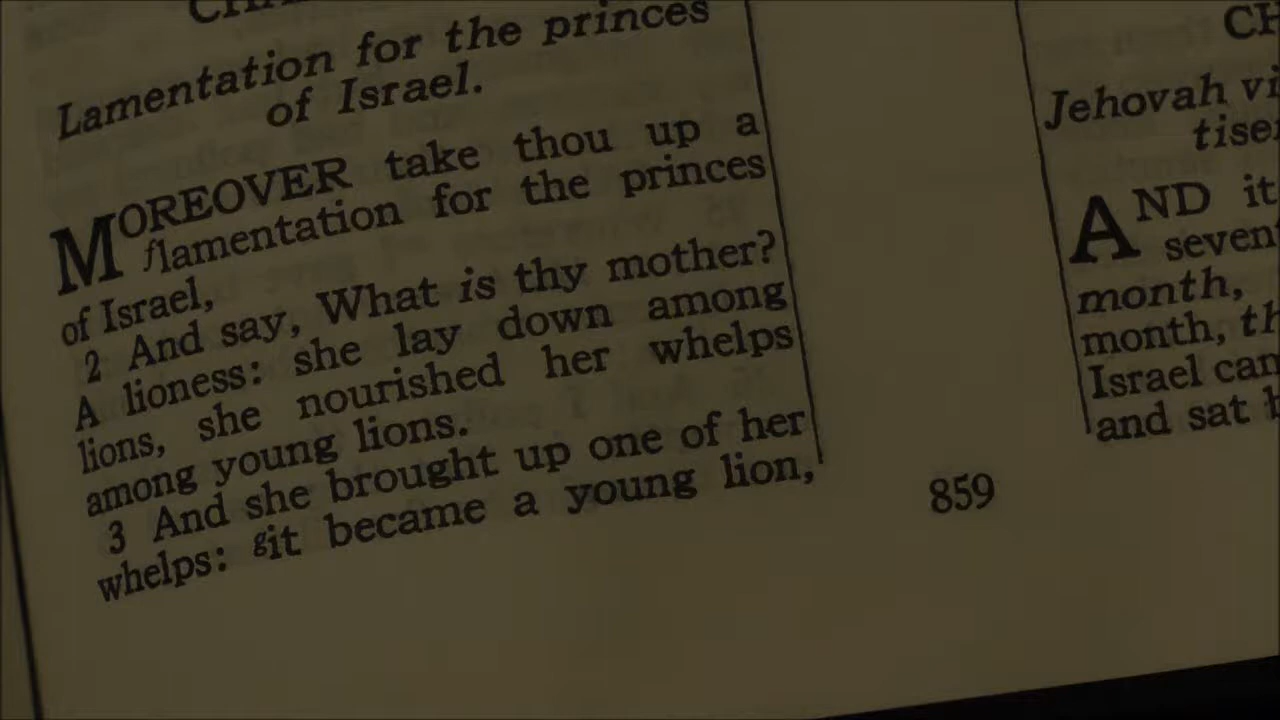 Lamentation for the princes
of Israel.
MOREOVER take thou up a
flamentation for the princes
of Israel,
2 And say, What is thy mother?
A lioness: she lay down among
lions, she nourished her whelps
among young lions.
3 And she brought up one of her
whelps: git became a young lion,
859
CH
Jehovah vi
tise
AND it
seven
month,
month, th
Israel can
and sat h